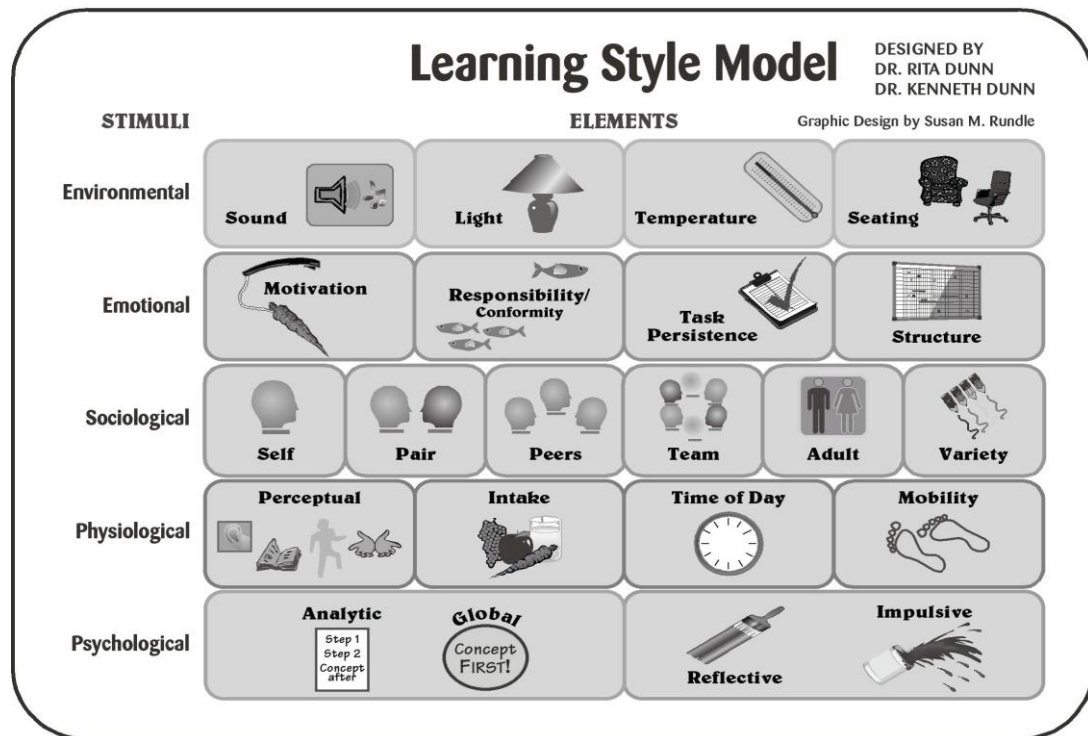 Learning Style Model
DESIGNED BY
DR. RITA DUNN
DR. KENNETH DUNN
STIMULI
ELEMENTS
Graphic Design by Susan M. Rundle
Environmental
Sound
Light
Temperature
Seating
Emotional
Motivation
Responsibility/
Conformity
Task
Persistence
Structure
Sociological
Self
Pair
Peers
Team
Adult
Variety
Physiological
Perceptual
Intake
Time of Day
Mobility
Psychological
Analytic
Step 1
Step 2
Concept
after
Global
Concept
FIRST!
Reflective
Impulsive